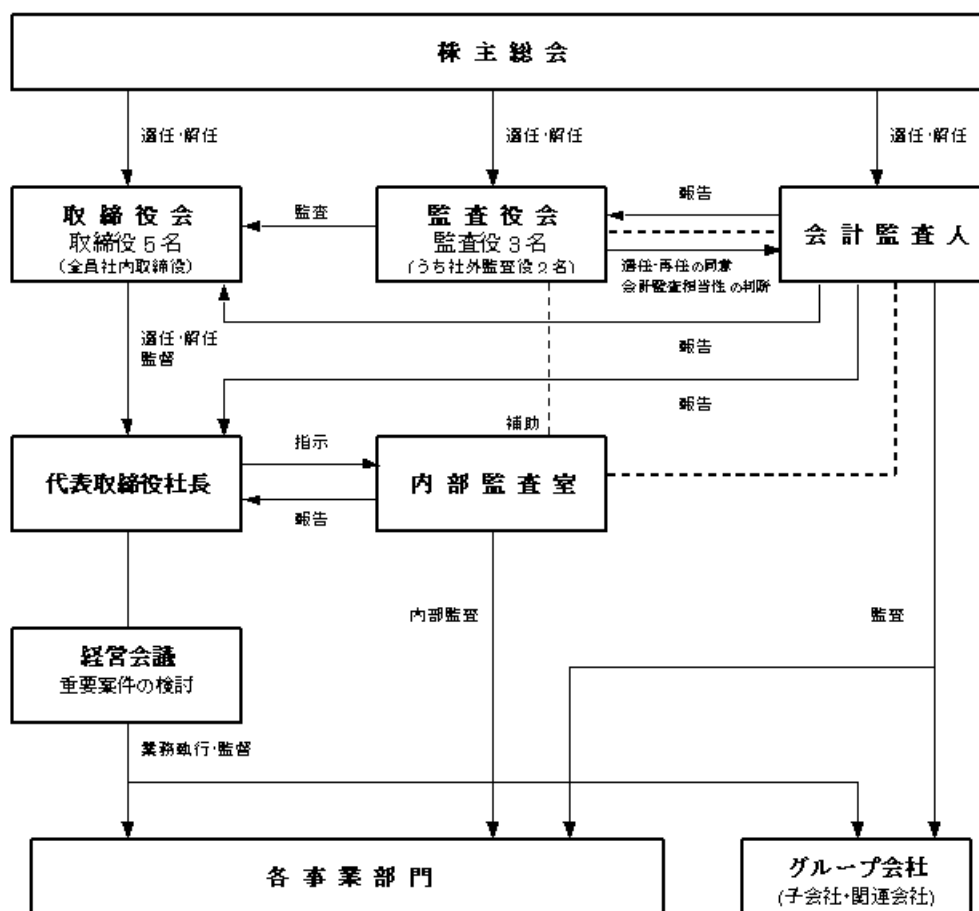 株主総会
選任・解任
選任・解任
選任・解任
取締役会
取締役5名
(全員社内取締役)
監査
監査役会
監査役3名
(うち社外監査役2名)
報告
選任・再任の同意
会計監査相当性の判断
会計監査人
選任・解任
監督
報告
報告
補助
代表取締役社長
指示
報告
内部監査室
内部監査
監査
経営会議
重要案件の検討
業務執行・監督
各事業部門
グループ会社
(子会社・関連会社)